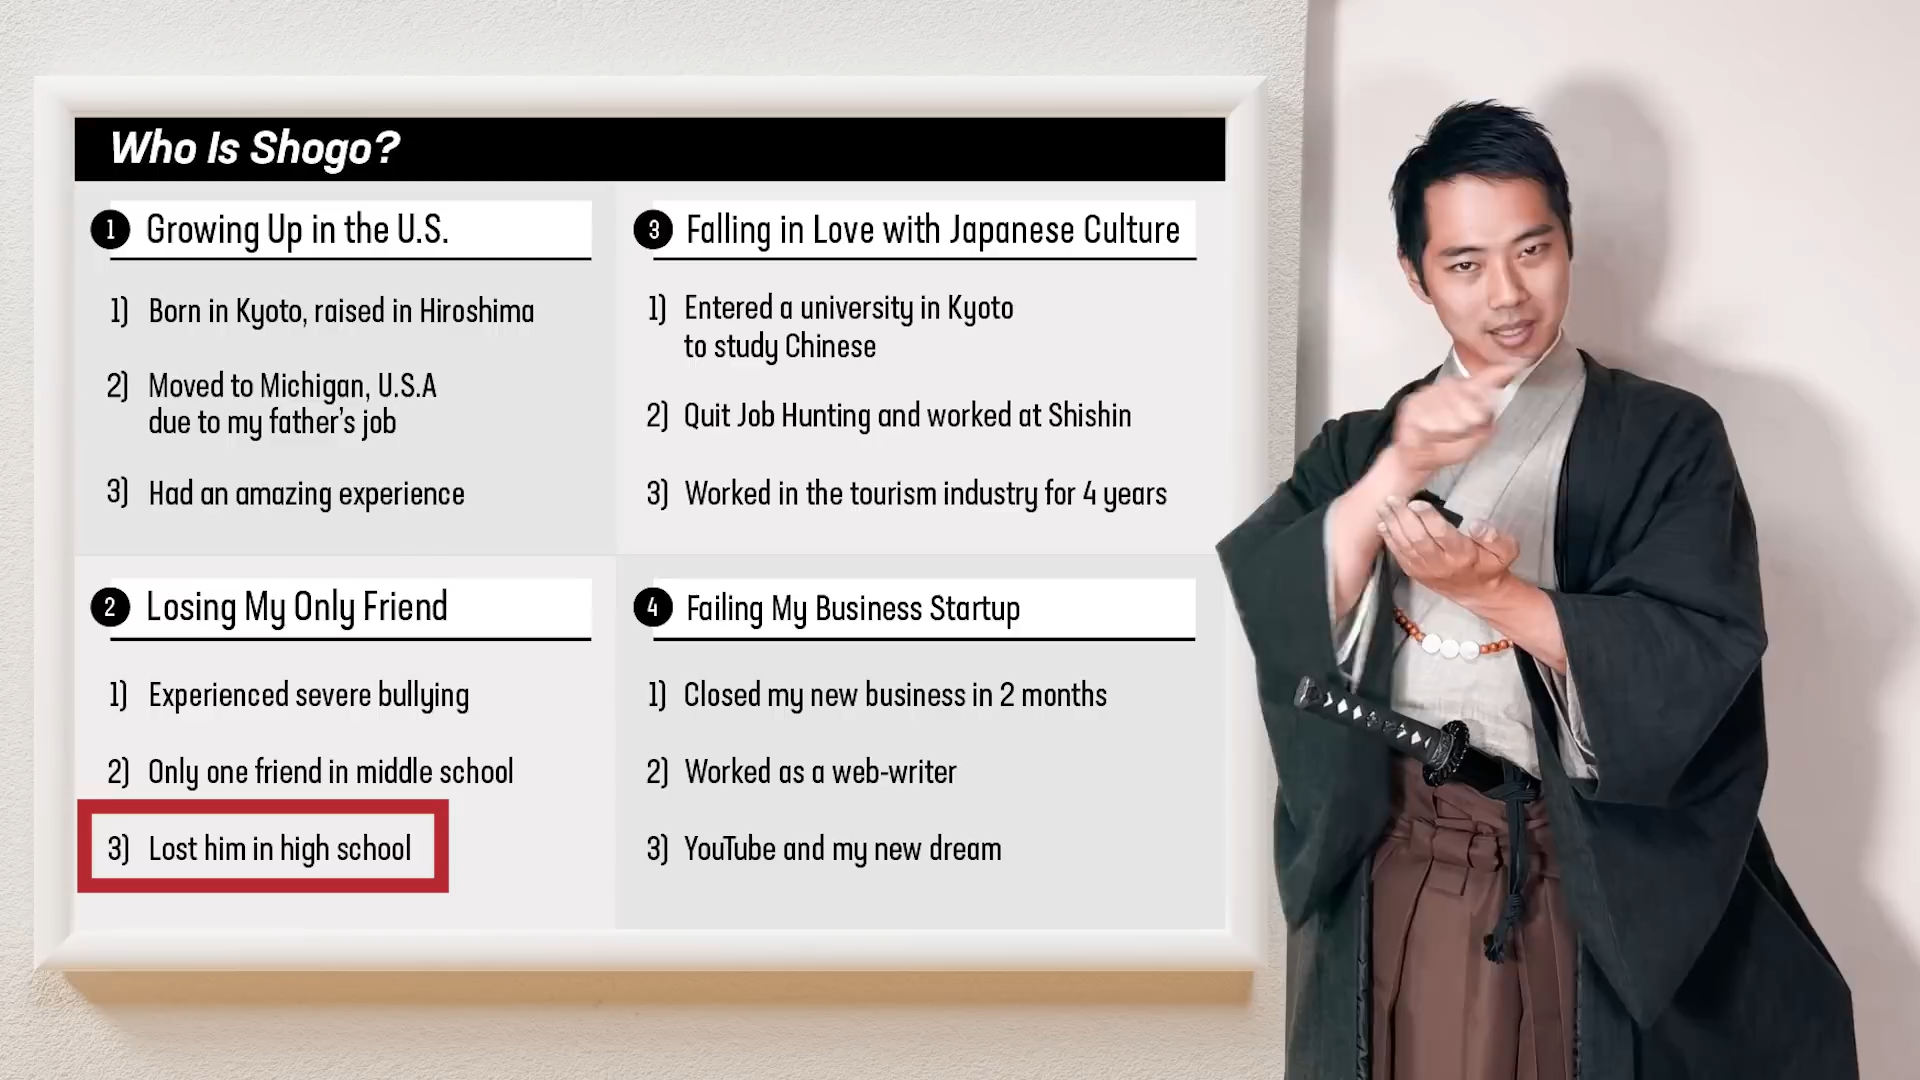 Who Is Shogo?
1 Growing Up in the U.S.
1) Born in Kyoto, raised in Hiroshima
2) Moved to Michigan, U.S.A
due to my father's job
3) Had an amazing experience
2 Losing My Only Friend
1) Experienced severe bullying
2) Only one friend in middle school
3) Lost him in high school
3 Falling in Love with Japanese Culture
1) Entered a university in Kyoto
to study Chinese
2) Quit Job Hunting and worked at Shishin
3) Worked in the tourism industry for 4 years
4 Failing My Business Startup
1) Closed my new business in 2 months
2) Worked as a web-writer
3) YouTube and my new dream